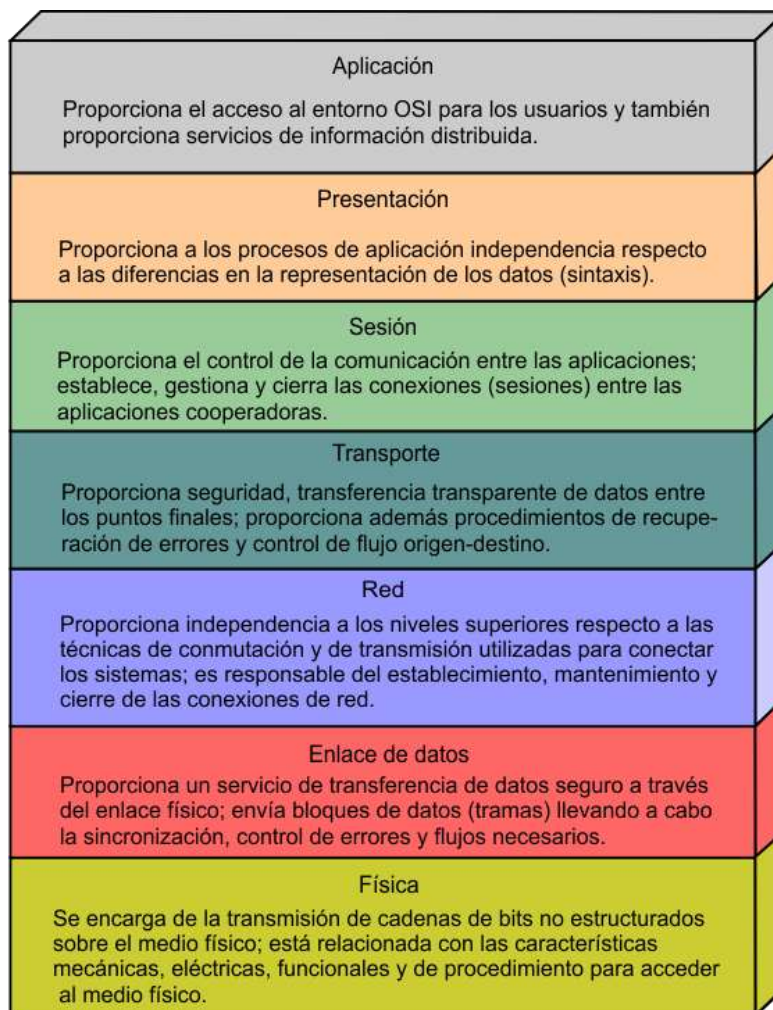 Aplicación
Proporciona el acceso al entorno OSI para los usuarios y también
proporciona servicios de información distribuida.
Presentación
Proporciona a los procesos de aplicación independencia respecto
a las diferencias en la representación de los datos (sintaxis).
Sesión
Proporciona el control de la comunicación entre las aplicaciones;
establece, gestiona y cierra las conexiones (sesiones) entre las
aplicaciones cooperadoras.
Transporte
Proporciona seguridad, transferencia transparente de datos entre
los puntos finales; proporciona además procedimientos de recupe-
ración de errores y control de flujo origen-destino.
Red
Proporciona independencia a los niveles superiores respecto a las
técnicas de conmutación y de transmisión utilizadas para conectar
los sistemas; es responsable del establecimiento, mantenimiento y
cierre de las conexiones de red.
Enlace de datos
Proporciona un servicio de transferencia de datos seguro a través
del enlace físico; envía bloques de datos (tramas) llevando a cabo
la sincronización, control de errores y flujos necesarios.
Física
Se encarga de la transmisión de cadenas de bits no estructurados
sobre el medio físico; está relacionada con las características
mecánicas, eléctricas, funcionales y de procedimiento para acceder
al medio físico.